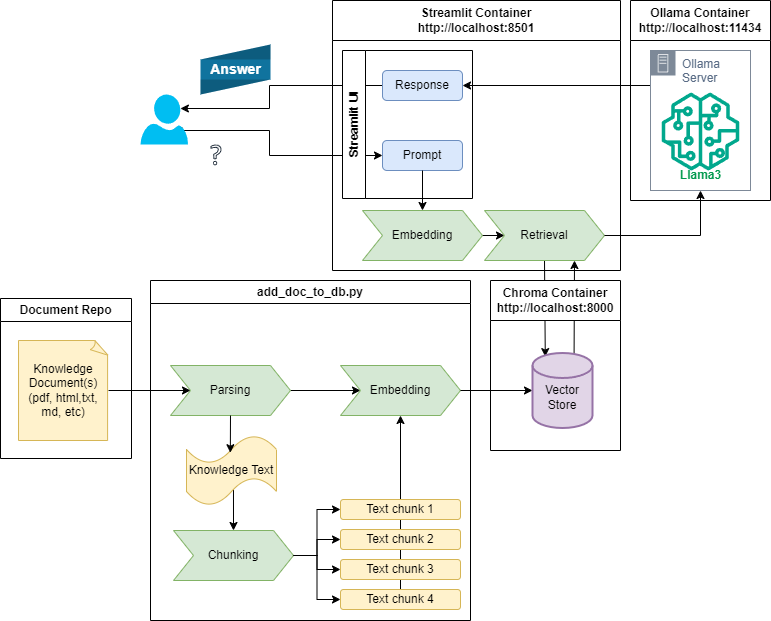 Streamlit Container
http://localhost:8501
Ollama Container
http://localhost:11434
Answer
?
Streamlit UI
Response
Prompt
Embedding
Retrieval
Ollama
Server
Llama3
Document Repo
Knowledge
Document(s)
(pdf, html,txt,
md, etc)
add_doc_to_db.py
Parsing
Embedding
Knowledge Text
Chunking
Text chunk 1
Text chunk 2
Text chunk 3
Text chunk 4
Chroma Container
http://localhost:8000
Vector
Store